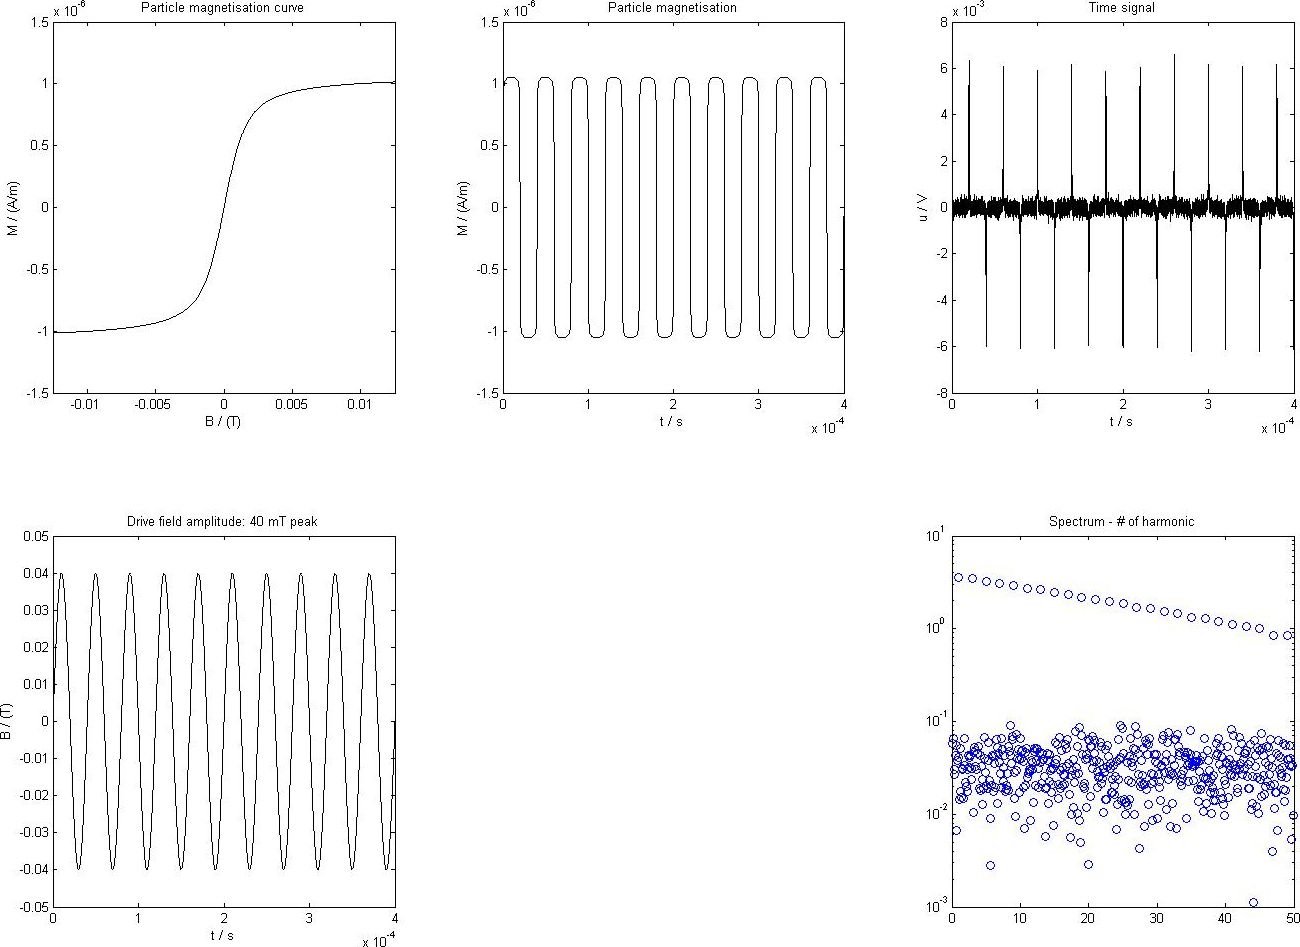 Particle magnetisation curve
x 10^-6
1.5
1
0.5
0
-0.5
-1
-1.5
M / (A/m)
-0.01 -0.005 0 0.005 0.01
B / (T)
Particle magnetisation
x 10^-6
1.5
1
0.5
0
-0.5
-1
-1.5
M / (A/m)
0 1 2 3 4
t / s
x 10^-4
Time signal
x 10^-3
8
6
4
2
0
-2
-4
-6
-8
u / V
0 1 2 3 4
t / s
x 10^-4
Drive field amplitude: 40 mT peak
0.05
0.04
0.03
0.02
0.01
0
-0.01
-0.02
-0.03
-0.04
-0.05
B / (T)
0 1 2 3 4
t / s
x 10^-4
Spectrum - # of harmonic
10^1
10^0
10^-1
10^-2
10^-3
0 10 20 30 40 50